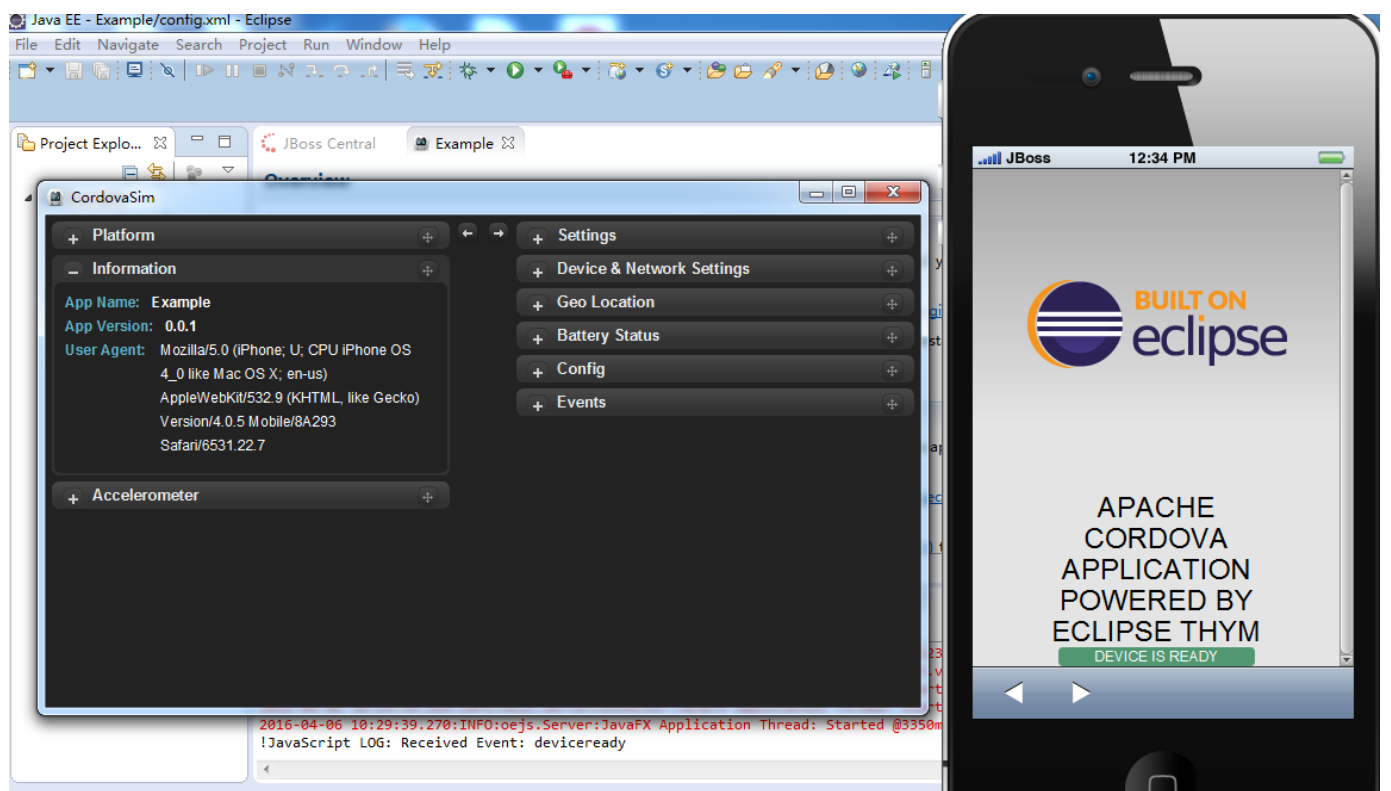 Java EE - Example/config.xml - Eclipse
File Edit Navigate Search Project Run Window Help
Project Explo...
JBoss Central
Example
Overview
CordovaSim
Platform
Information
App Name: Example
App Version: 0.0.1
User Agent: Mozilla/5.0 (iPhone; U; CPU iPhone OS
4_0 like Mac OS X; en-us)
AppleWebKit/532.9 (KHTML, like Gecko)
Version/4.0.5 Mobile/8A293
Safari/6531.22.7
Accelerometer
Settings
Device & Network Settings
Geo Location
Battery Status
Config
Events
2016-04-06 10:29:39.270:INFO:oejs.Server:JavaFX Application Thread: Started @3350m
!JavaScript LOG: Received Event: deviceready
JBoss 12:34 PM
BUILT ON
eclipse
APACHE
CORDOVA
APPLICATION
POWERED BY
ECLIPSE THYM
DEVICE IS READY